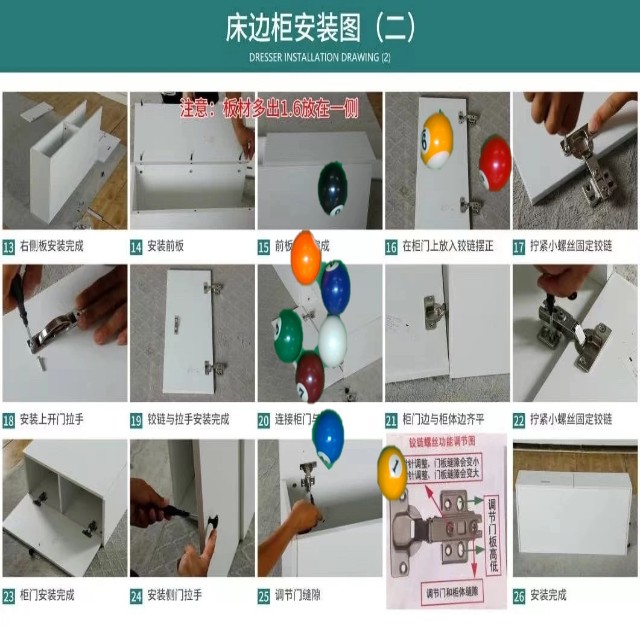 床边柜安装图（二）
DRESSER INSTALLATION DRAWING (2)
注意：板材多出1.6放在一侧
13 右侧板安装完成
14 安装前板
15 前板 完成
16 在柜门上放入铰链摆正
17 拧紧小螺丝固定铰链
18 安装上开门拉手
19 铰链与拉手安装完成
20 连接柜门与
21 柜门边与柜体边齐平
22 拧紧小螺丝固定铰链
铰链螺丝功能调节图
针调整、门板缝隙会变小
针调整、门板缝隙会变大
调节门板高低
调节门和柜体缝隙
23 柜门安装完成
24 安装侧门拉手
25 调节门缝隙
26 安装完成